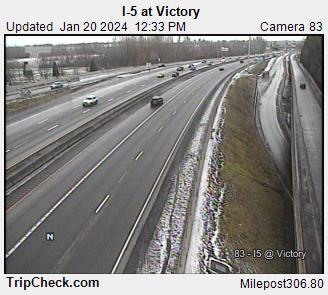 I-5 at Victory
Updated Jan 20 2024 12:33 PM Camera 83
N
83 - I5 @ Victory
TripCheck.com Milepost306.80